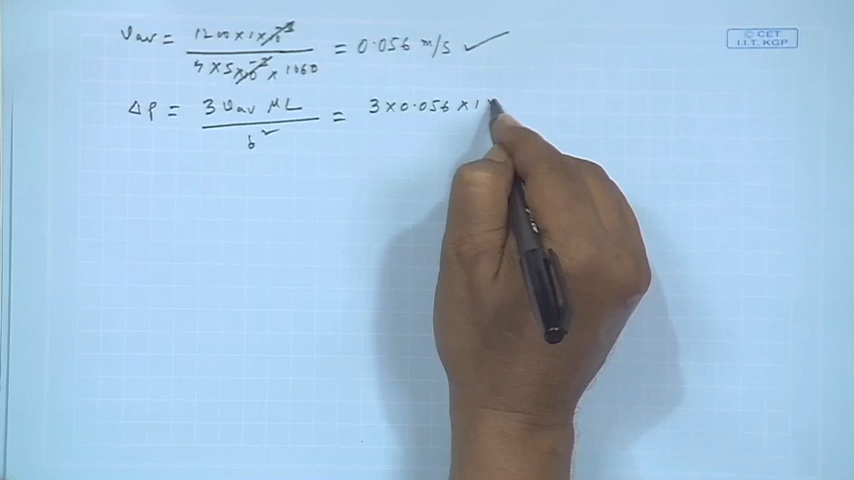 © CET
I.I.T. KGP
Vav = 1200×1×10⁻³ / 4×5×10⁻³ × 1060 = 0.056 m/s ✓
ΔP = 3 Vav μL / b² = 3×0.056×1×